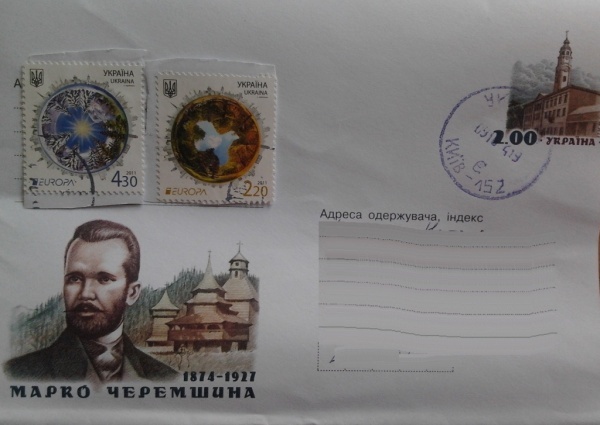 УКРАЇНА
UKRAINE
2011
EUROPA
4.30
УКРАЇНА
UKRAINE
2011
EUROPA
2.20
2.00 УКРАЇНА
КИЇВ-152
Є
Адреса одержувача, індекс
1874-1927
МАРКО ЧЕРЕМШИНА